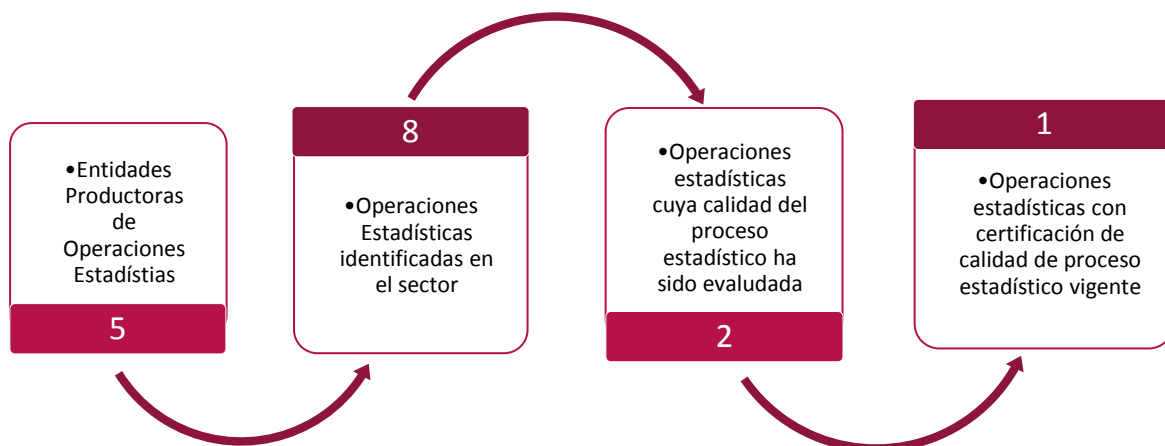 •Entidades
Productoras
de
Operaciones
Estadístias
5
8
•Operaciones
Estadísticas
identificadas en
el sector
•Operaciones
estadísticas
cuya calidad del
proceso
estadístico ha
sido evaludada
2
1
•Operaciones
estadísticas con
certificación de
calidad de proceso
estadístico vigente